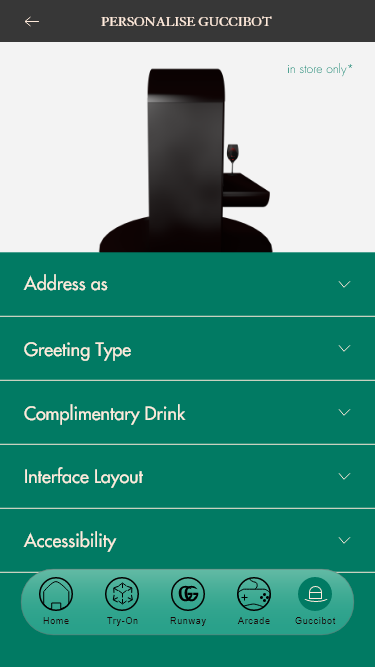 PERSONALISE GUCCIBOT
in store only*
Address as
Greeting Type
Complimentary Drink
Interface Layout
Accessibility
Home
Try-On
Runway
Arcade
Guccibot